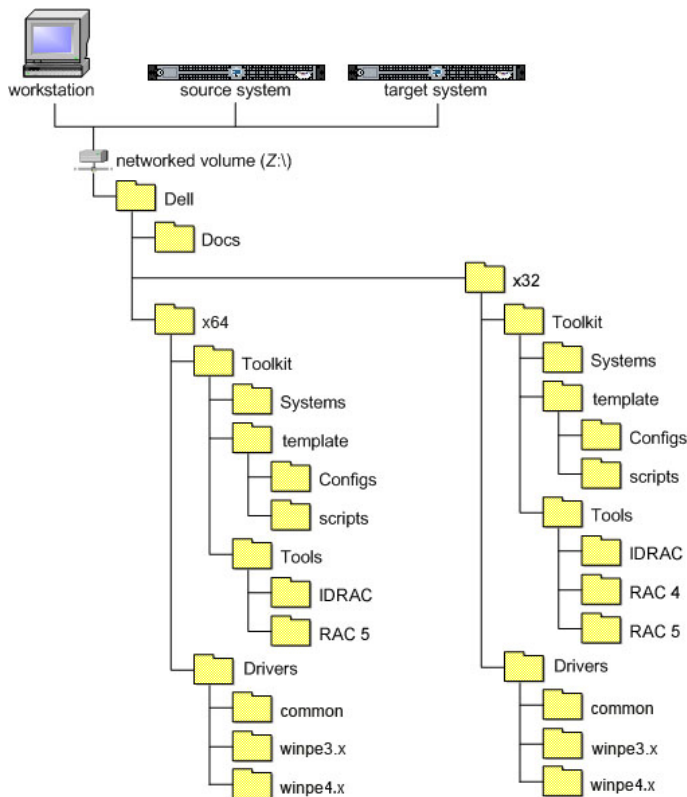 workstation
source system
target system
networked volume (Z:\)
Dell
Docs
x64
Toolkit
Systems
template
Configs
scripts
Tools
IDRAC
RAC 5
Drivers
common
winpe3.x
winpe4.x
x32
Toolkit
Systems
template
Configs
scripts
Tools
IDRAC
RAC 4
RAC 5
Drivers
common
winpe3.x
winpe4.x